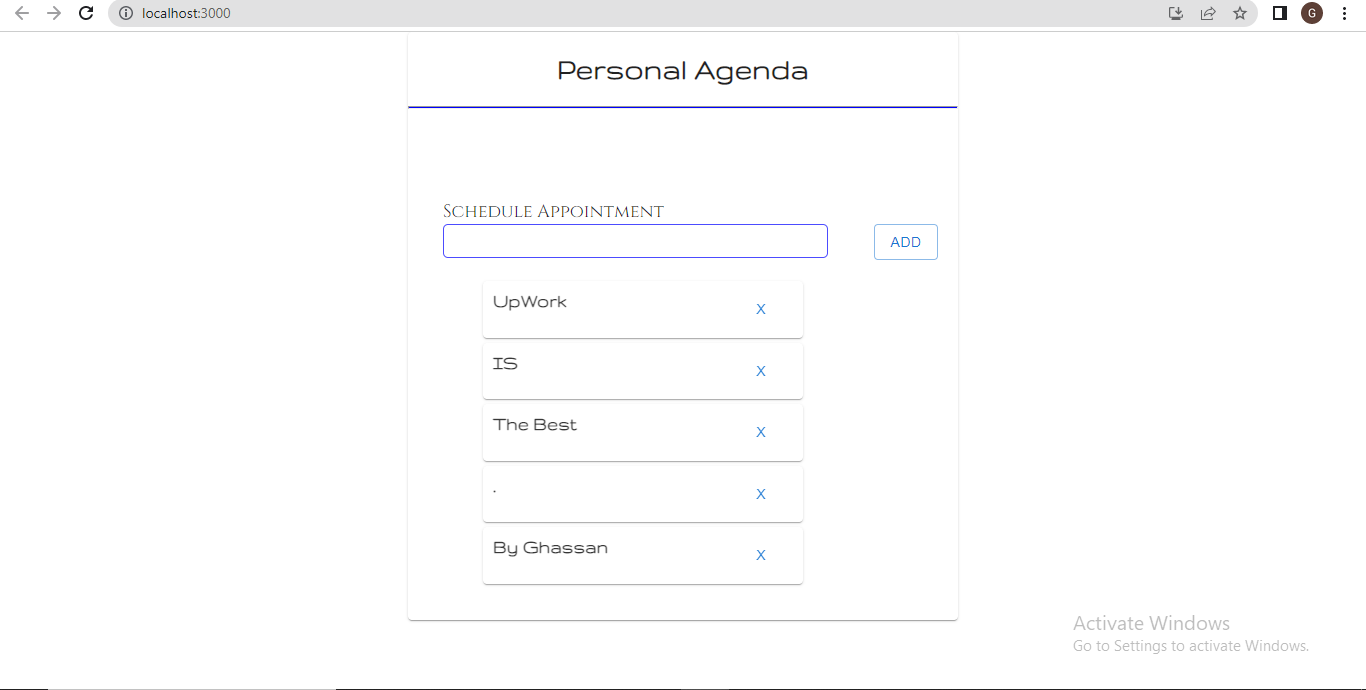 localhost:3000
G
Personal Agenda
Schedule Appointment
ADD
UpWork X
IS X
The Best X
. X
By Ghassan X
Activate Windows
Go to Settings to activate Windows.